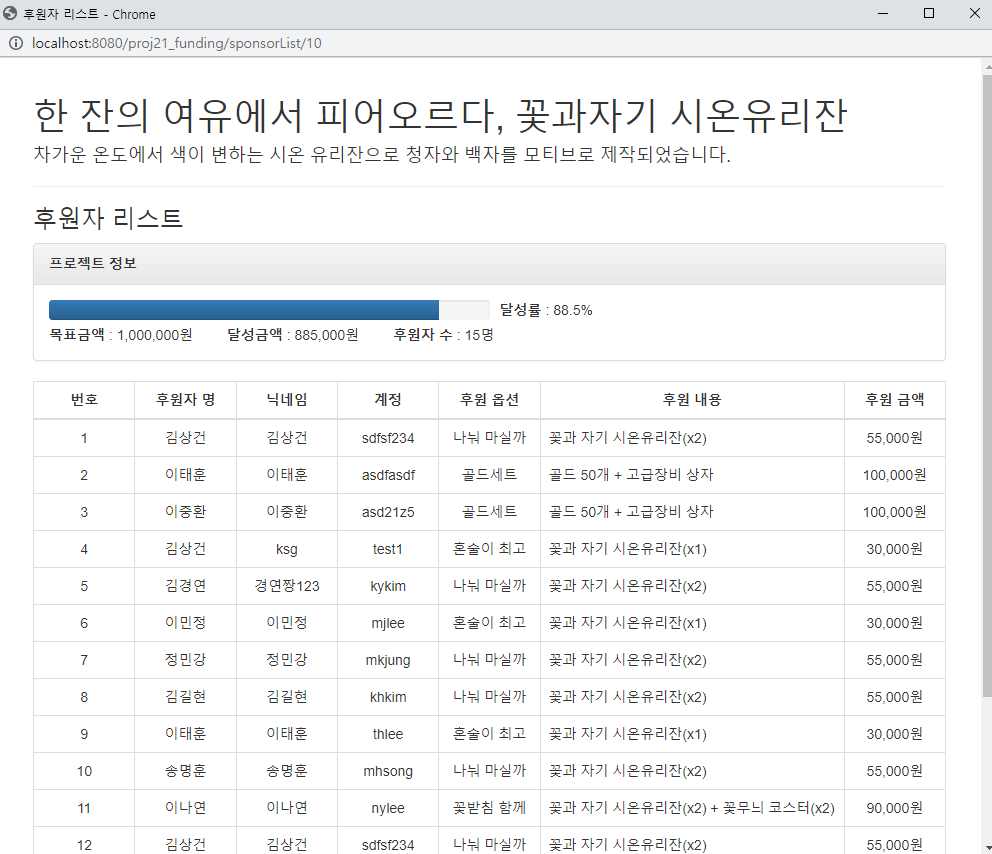 후원자 리스트 - Chrome
localhost:8080/proj21_funding/sponsorList/10
한 잔의 여유에서 피어오르다, 꽃과자기 시온유리잔
차가운 온도에서 색이 변하는 시온 유리잔으로 청자와 백자를 모티브로 제작되었습니다.
후원자 리스트
프로젝트 정보
달성률 : 88.5%
목표금액 : 1,000,000원 달성금액 : 885,000원 후원자 수 : 15명
번호 후원자 명 닉네임 계정 후원 옵션 후원 내용 후원 금액
1 김상건 김상건 sdfsf234 나눠 마실까 꽃과 자기 시온유리잔(x2) 55,000원
2 이태훈 이태훈 asdfasdf 골드세트 골드 50개 + 고급장비 상자 100,000원
3 이중환 이중환 asd21z5 골드세트 골드 50개 + 고급장비 상자 100,000원
4 김상건 ksg test1 혼술이 최고 꽃과 자기 시온유리잔(x1) 30,000원
5 김경연 경연짱123 kykim 나눠 마실까 꽃과 자기 시온유리잔(x2) 55,000원
6 이민정 이민정 mjlee 혼술이 최고 꽃과 자기 시온유리잔(x1) 30,000원
7 정민강 정민강 mkjung 나눠 마실까 꽃과 자기 시온유리잔(x2) 55,000원
8 김길현 김길현 khkim 나눠 마실까 꽃과 자기 시온유리잔(x2) 55,000원
9 이태훈 이태훈 thlee 혼술이 최고 꽃과 자기 시온유리잔(x1) 30,000원
10 송명훈 송명훈 mhsong 나눠 마실까 꽃과 자기 시온유리잔(x2) 55,000원
11 이나연 이나연 nylee 꽃받침 함께 꽃과 자기 시온유리잔(x2) + 꽃무늬 코스터(x2) 90,000원
12 김상건 김상건 sdfsf234 나눠 마실까 꽃과 자기 시온유리잔(x2) 55,000원